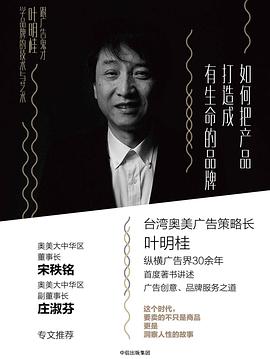 如何把产品
打造成
有生命的品牌
跟广告鬼才
叶明桂
学品牌的技术与艺术
台湾奥美广告策略长
叶明桂
纵横广告界30余年
首度著书讲述
广告创意、品牌服务之道
这个时代，
要卖的不只是商品
更是
洞察人性的故事
奥美大中华区
董事长
宋秩铭
奥美大中华区
副董事长
庄淑芬
专文推荐
中信出版集团